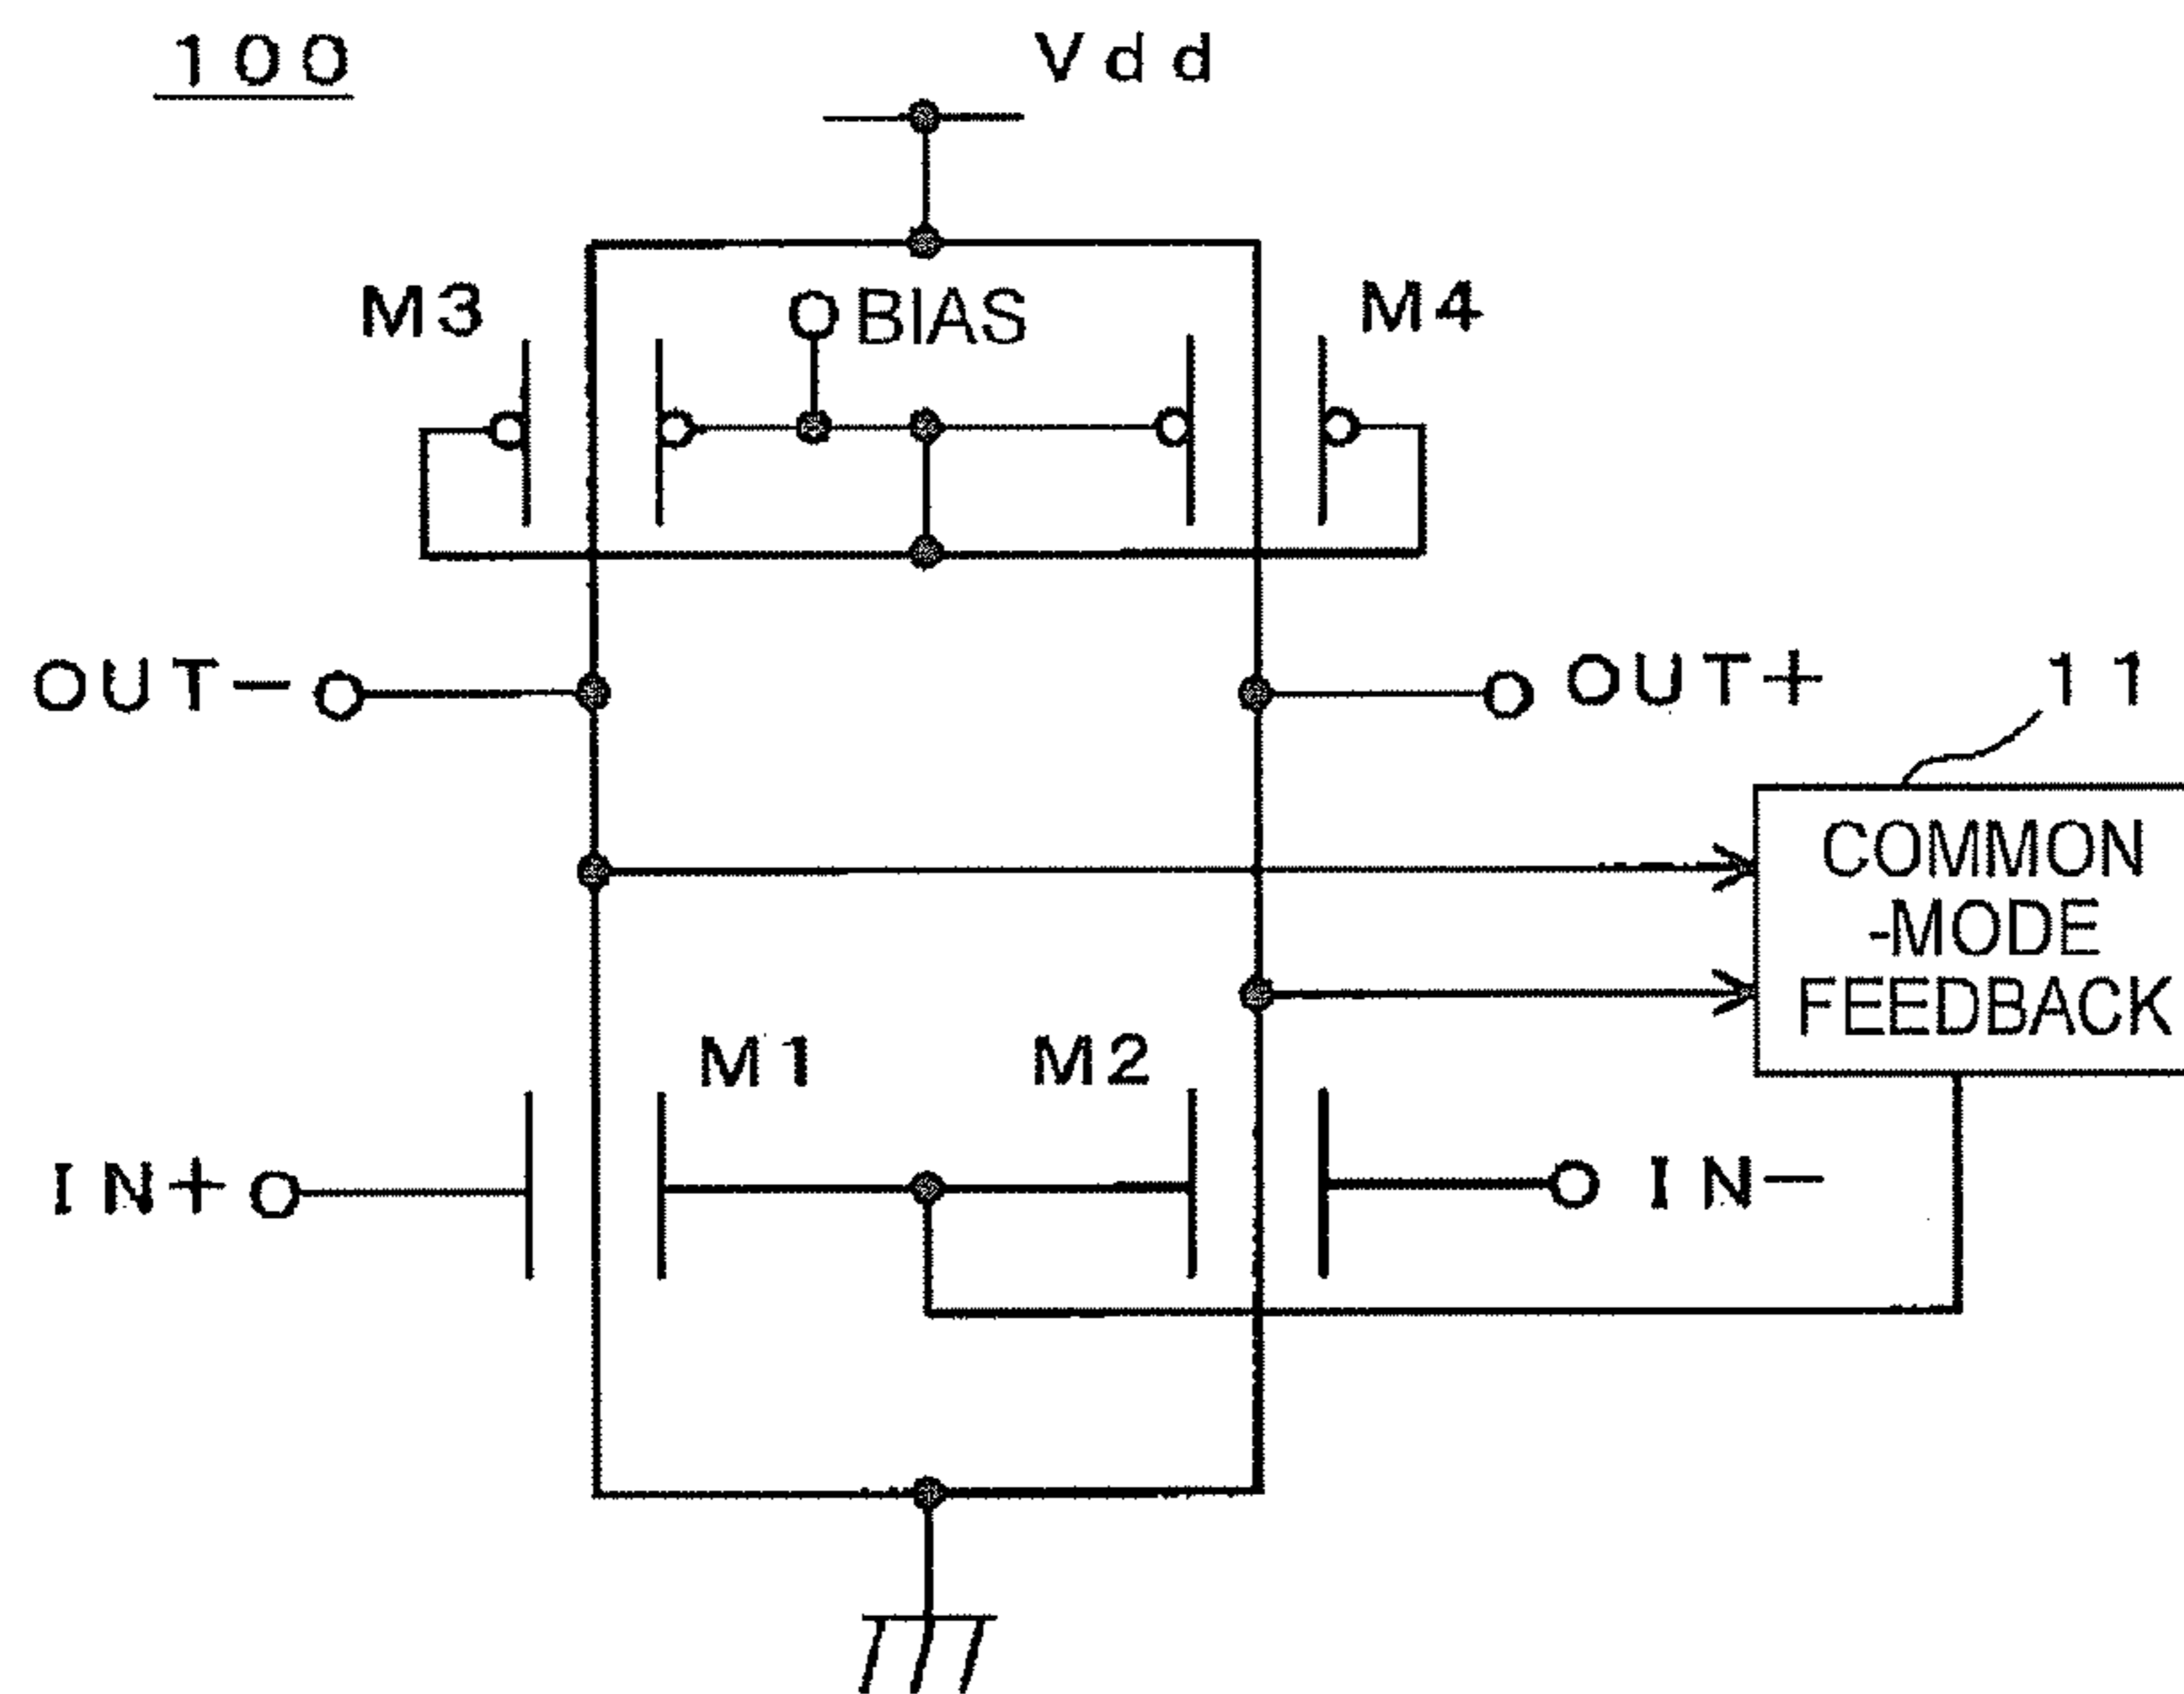 100
Vdd
M3
BIAS
M4
OUT-
OUT+
11
COMMON
-MODE
FEEDBACK
M1
M2
IN+
IN-